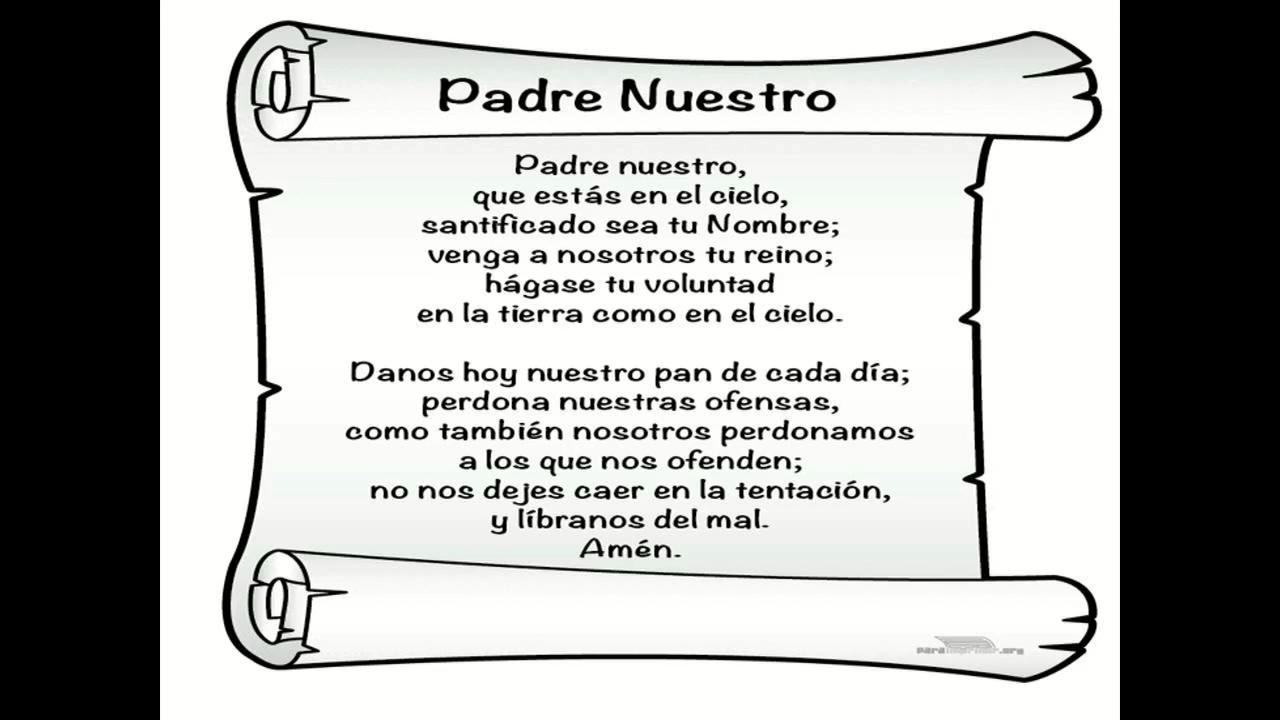 Padre Nuestro
Padre nuestro,
que estás en el cielo,
santificado sea tu Nombre;
venga a nosotros tu reino;
hágase tu voluntad
en la tierra como en el cielo.
Danos hoy nuestro pan de cada día;
perdona nuestras ofensas,
como también nosotros perdonamos
a los que nos ofenden;
no nos dejes caer en la tentación,
y líbranos del mal.
Amén.